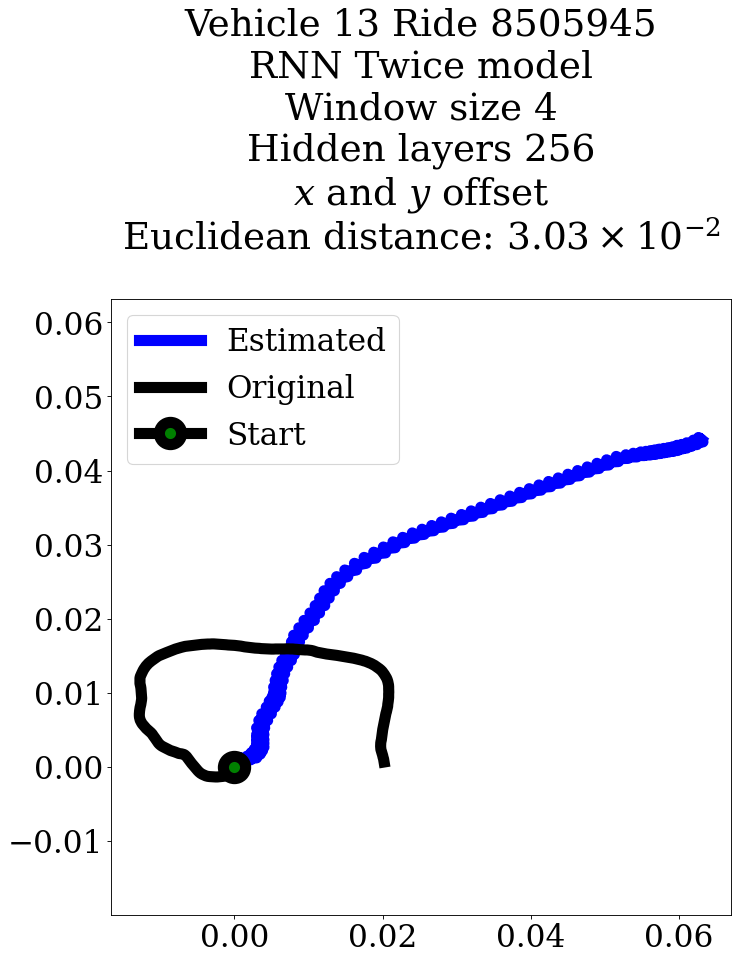 Vehicle 13 Ride 8505945
RNN Twice model
Window size 4
Hidden layers 256
x and y offset
Euclidean distance: 3.03 × 10⁻²
0.06
0.05
0.04
0.03
0.02
0.01
0.00
−0.01
Estimated
Original
Start
0.00 0.02 0.04 0.06